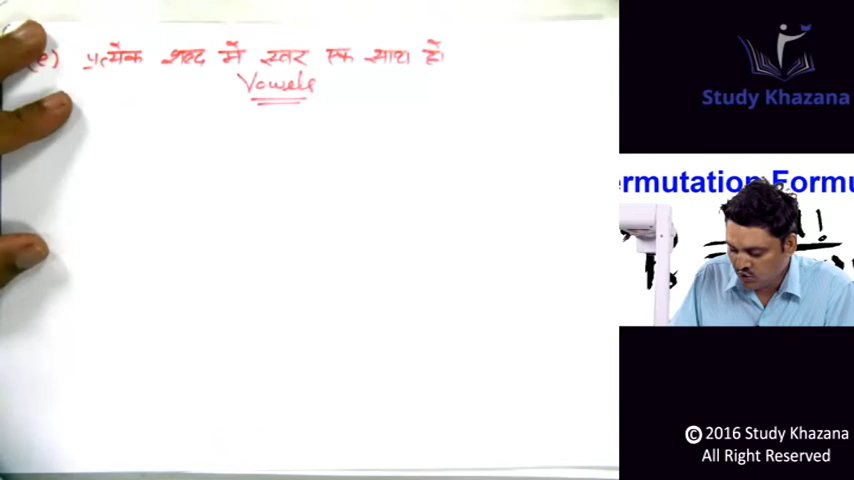 (e) प्रत्येक शब्द में स्वर एक साथ हों
Vowels
Study Khazana
ermutation Formu
© 2016 Study Khazana
All Right Reserved